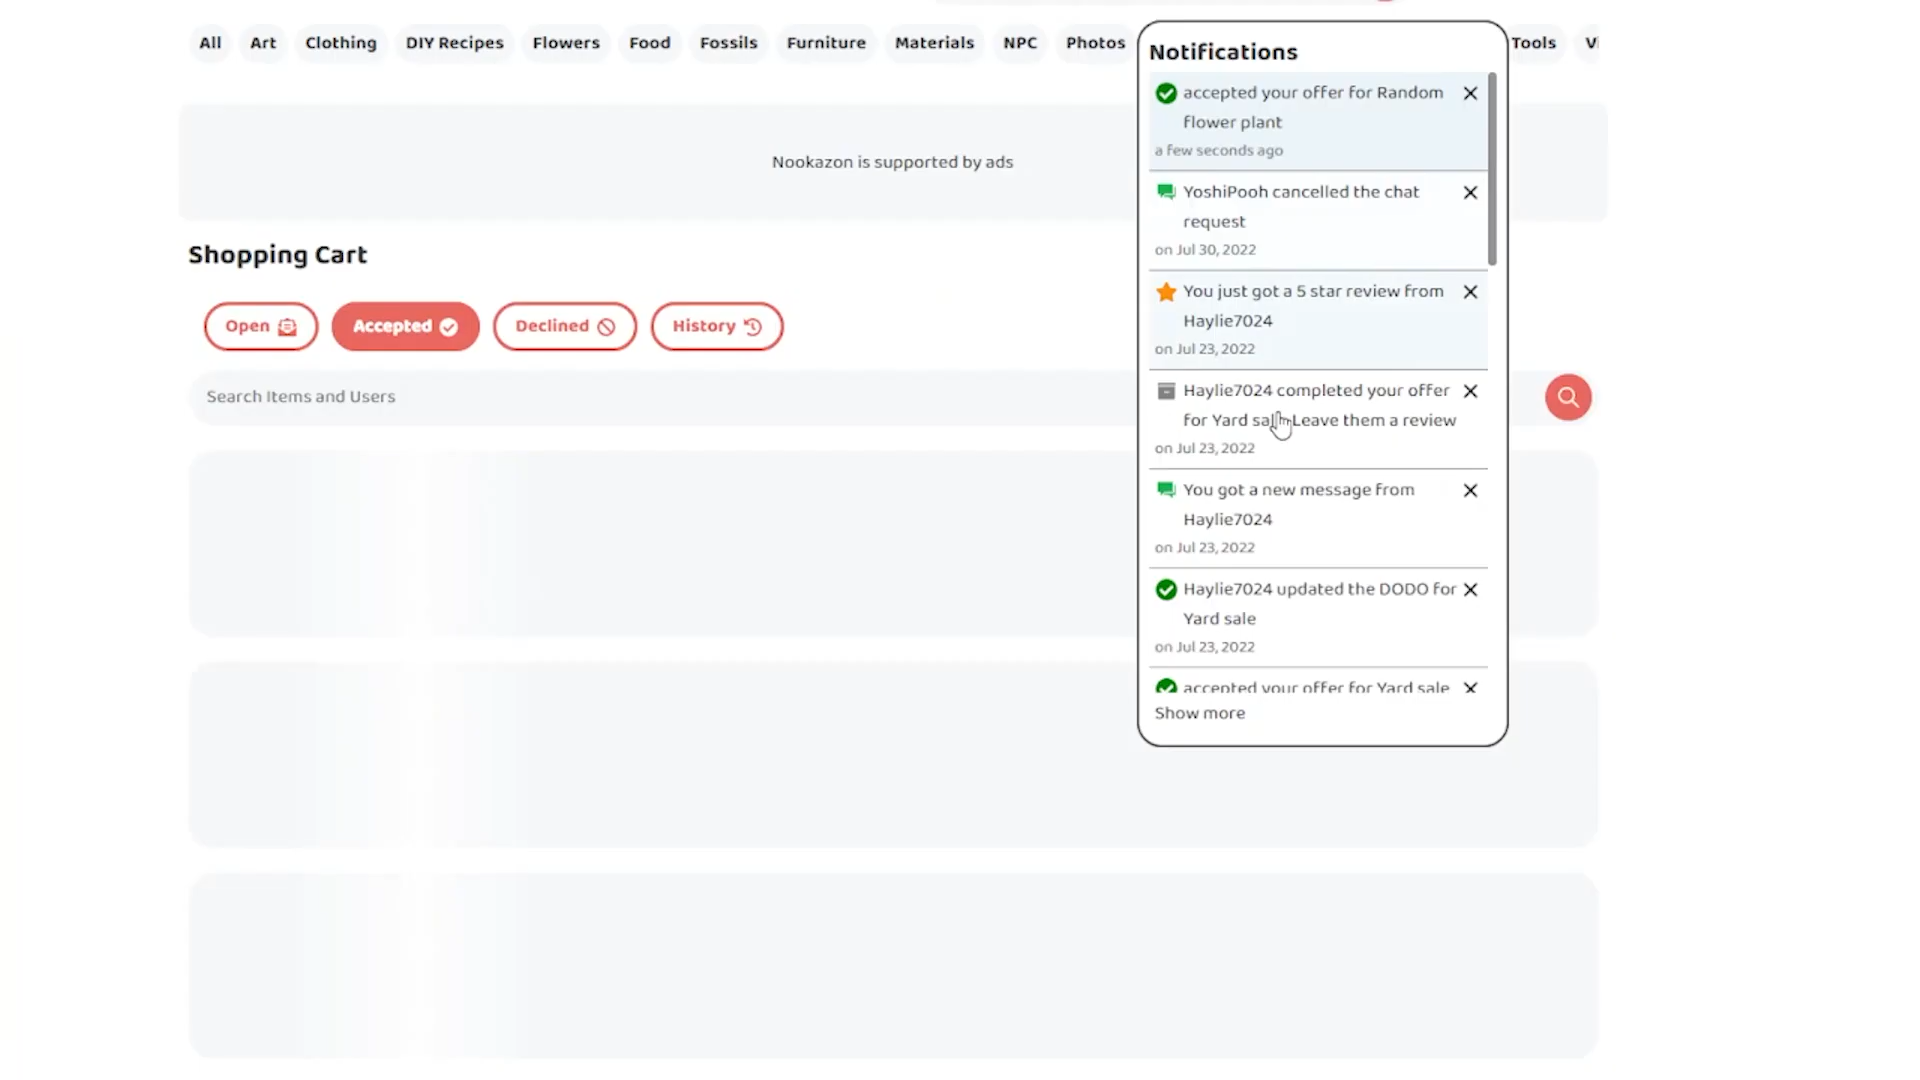 All Art Clothing DIY Recipes Flowers Food Fossils Furniture Materials NPC Photos Tools
Nookazon is supported by ads
Shopping Cart
Open Accepted Declined History
Search Items and Users
Notifications
accepted your offer for Random
flower plant
a few seconds ago
YoshiPooh cancelled the chat
request
on Jul 30, 2022
You just got a 5 star review from
Haylie7024
on Jul 23, 2022
Haylie7024 completed your offer
for Yard Leave them a review
on Jul 23, 2022
You got a new message from
Haylie7024
on Jul 23, 2022
Haylie7024 updated the DODO for
Yard sale
on Jul 23, 2022
accepted your offer for Yard sale
Show more